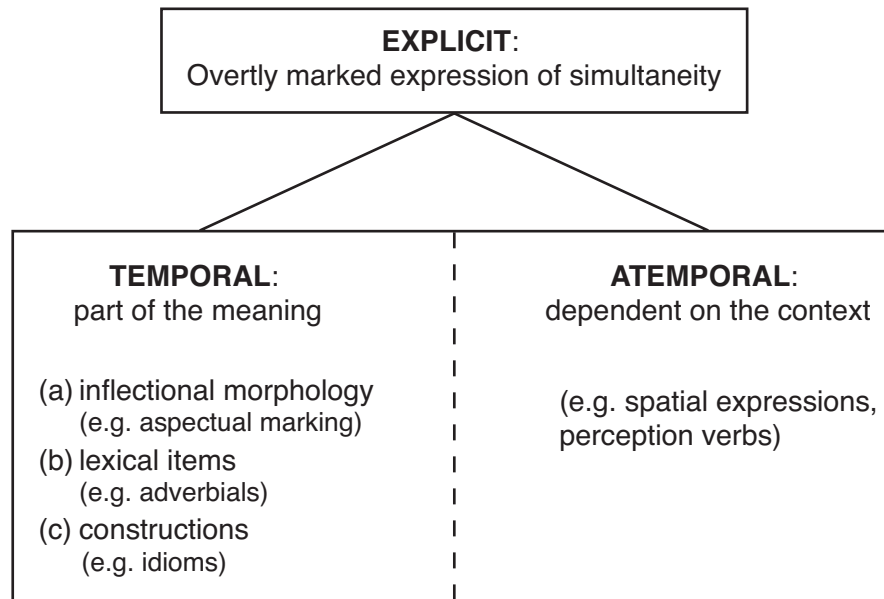 EXPLICIT:
Overtly marked expression of simultaneity
TEMPORAL:
part of the meaning
(a) inflectional morphology
(e.g. aspectual marking)
(b) lexical items
(e.g. adverbials)
(c) constructions
(e.g. idioms)
ATEMPORAL:
dependent on the context
(e.g. spatial expressions,
perception verbs)